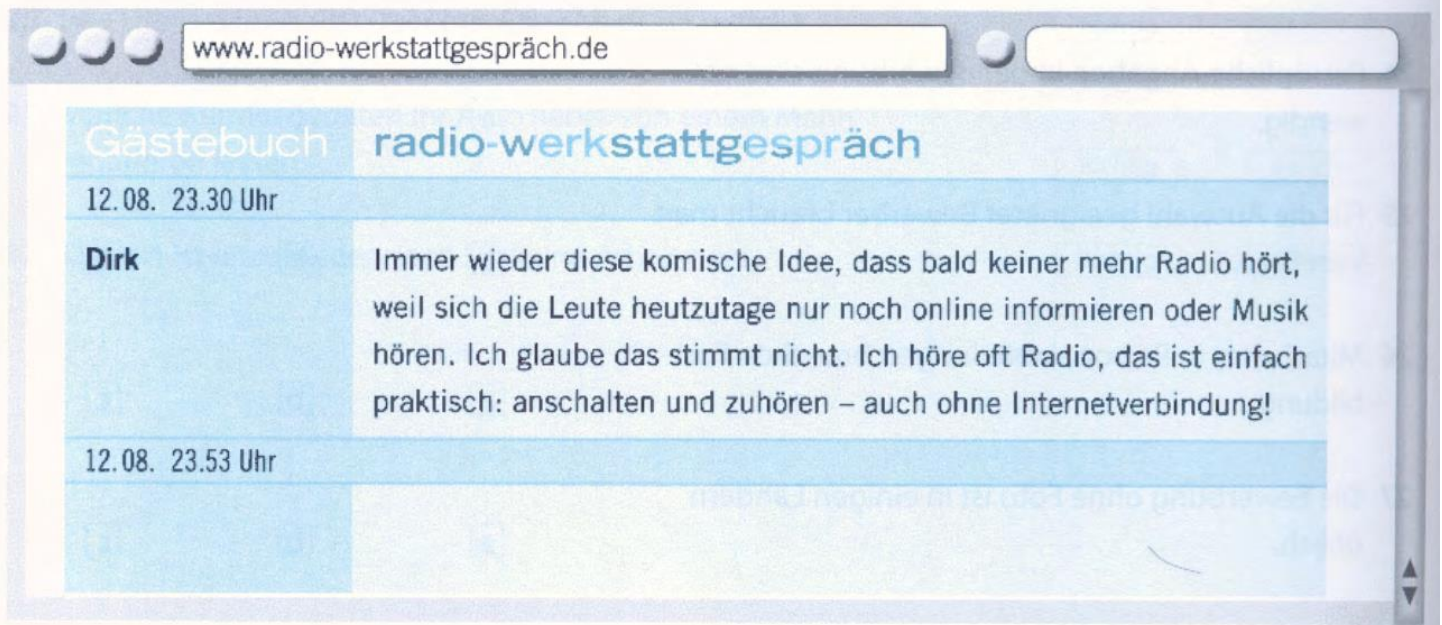 www.radio-werkstattgespräch.de
Gästebuch radio-werkstattgespräch
12.08. 23.30 Uhr
Dirk Immer wieder diese komische Idee, dass bald keiner mehr Radio hört,
weil sich die Leute heutzutage nur noch online informieren oder Musik
hören. Ich glaube das stimmt nicht. Ich höre oft Radio, das ist einfach
praktisch: anschalten und zuhören – auch ohne Internetverbindung!
12.08. 23.53 Uhr